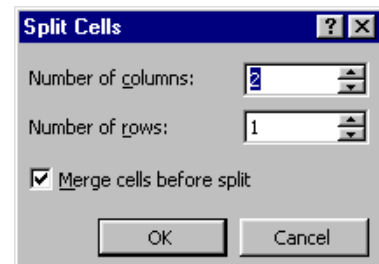 Split Cells
Number of columns: 2
Number of rows: 1
Merge cells before split
OK Cancel